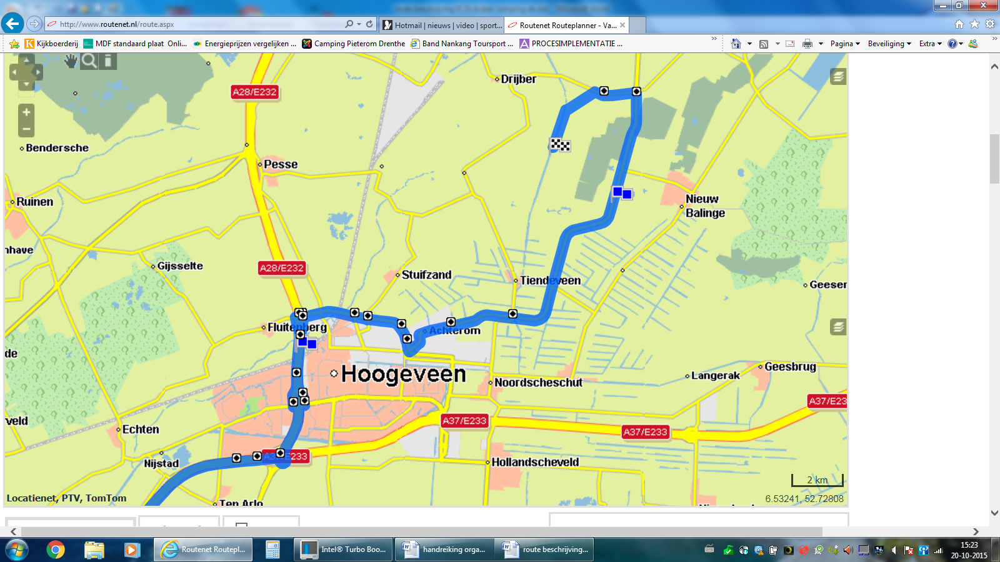 http://www.routenet.nl/route.aspx
Hotmail | nieuws | video | sport...
Routenet Routeplanner - Va...
Kijkboerderij
MDF standaard plaat Onli...
Energieprijzen vergelijken ...
Camping Pieterom Drenthe
Band Nankang Toursport ...
PROCESIMPLEMENTATIE ...
Pagina
Beveiliging
Extra
Drijber
A28/E232
Bendersche
Pesse
Ruinen
Nieuw
Balinge
nhave
Gijsselte
A28/E232
Stuifzand
Tiendeveen
Geeser
Fluitenberg
Achterom
de
Hoogeveen
Geesbrug
Langerak
Noordscheschut
A37/E23
veld
A37/E233
Echten
A37/E233
E233
Nijstad
Hollandscheveld
2 km
Locatienet, PTV, TomTom
Ten Arlo
6.53241, 52.72808
Routenet Routepl...
Intel® Turbo Boo...
handreiking orga...
route beschrijving...
15:23
20-10-2015